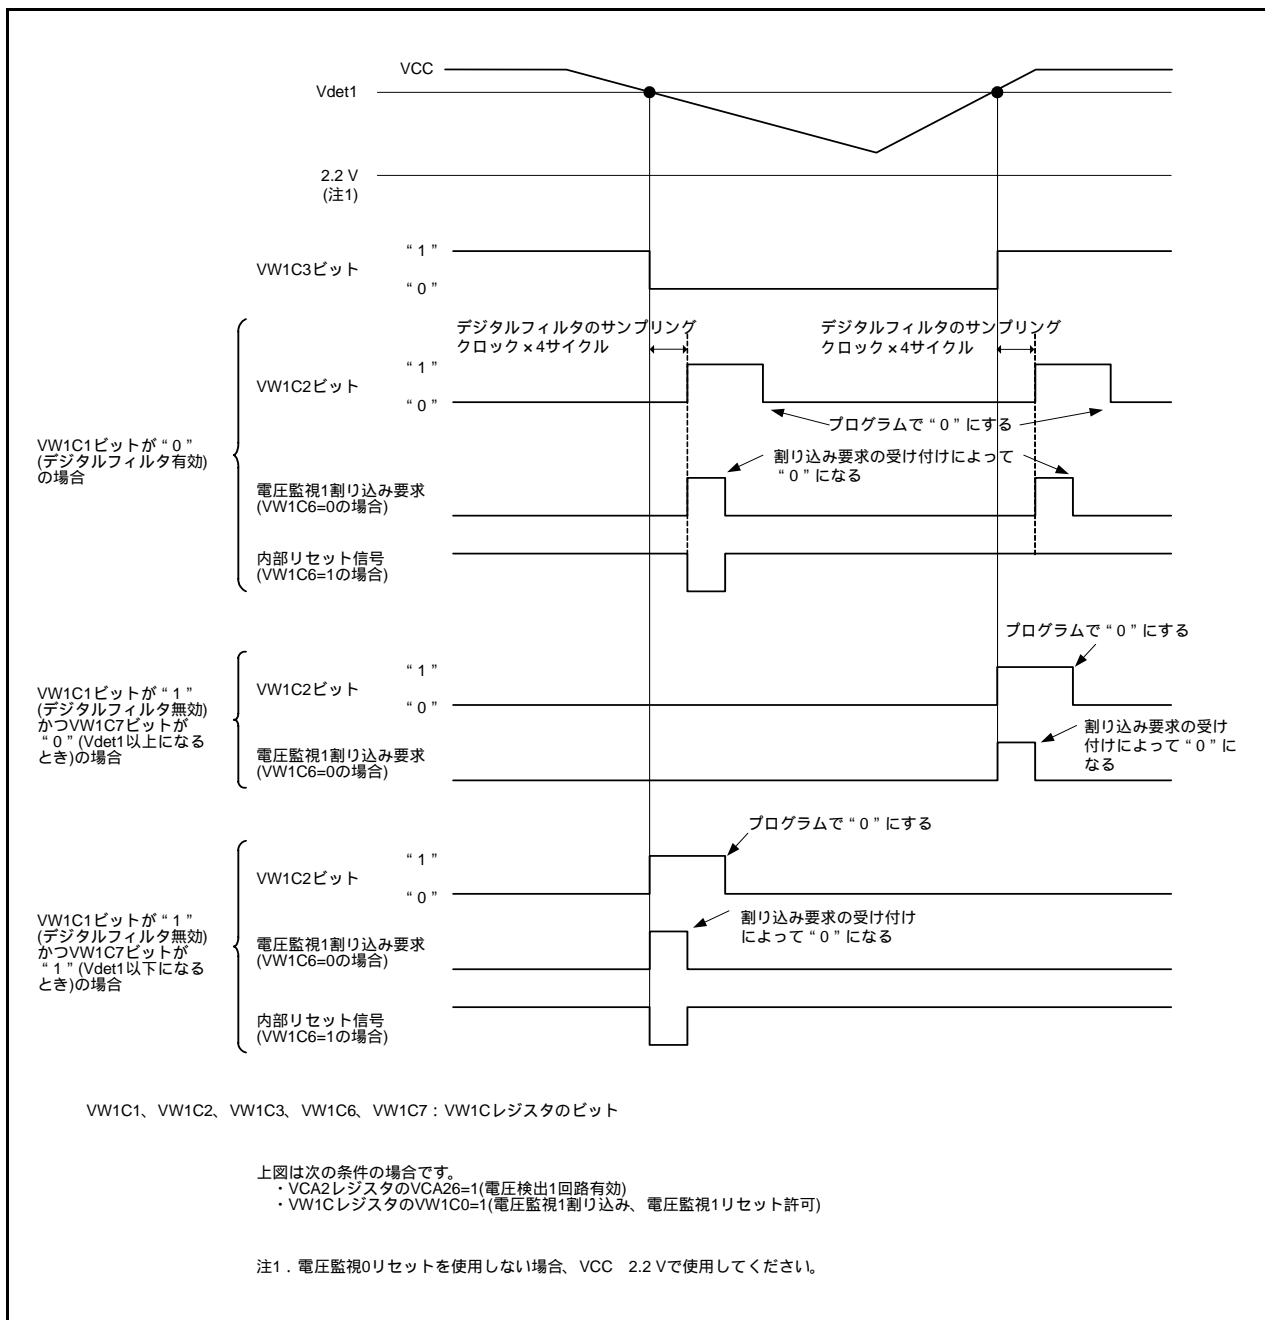 VCC
Vdet1
2.2 V
(注1)
“ 1 ”
VW1C3ビット
“ 0 ”
デジタルフィルタのサンプリング
クロック×4サイクル
デジタルフィルタのサンプリング
クロック×4サイクル
“ 1 ”
VW1C2ビット
“ 0 ”
プログラムで“ 0 ”にする
VW1C1ビットが“ 0 ”
(デジタルフィルタ有効)
の場合
割り込み要求の受け付けによって
“ 0 ”になる
電圧監視1割り込み要求
(VW1C6=0の場合)
内部リセット信号
(VW1C6=1の場合)
プログラムで“ 0 ”にする
“ 1 ”
VW1C2ビット
“ 0 ”
VW1C1ビットが“ 1 ”
(デジタルフィルタ無効)
かつVW1C7ビットが
“ 0 ”(Vdet1以上になる
とき)の場合
割り込み要求の受け
付けによって“ 0 ”に
なる
電圧監視1割り込み要求
(VW1C6=0の場合)
プログラムで“ 0 ”にする
“ 1 ”
VW1C2ビット
“ 0 ”
VW1C1ビットが“ 1 ”
(デジタルフィルタ無効)
かつVW1C7ビットが
“ 1 ”(Vdet1以下になる
とき)の場合
割り込み要求の受け付け
によって“ 0 ”になる
電圧監視1割り込み要求
(VW1C6=0の場合)
内部リセット信号
(VW1C6=1の場合)
VW1C1、VW1C2、VW1C3、VW1C6、VW1C7：VW1Cレジスタのビット
上図は次の条件の場合です。
・VCA2レジスタのVCA26=1(電圧検出1回路有効)
・VW1CレジスタのVW1C0=1(電圧監視1割り込み、電圧監視1リセット許可)
注1．電圧監視0リセットを使用しない場合、VCC　2.2 Vで使用してください。